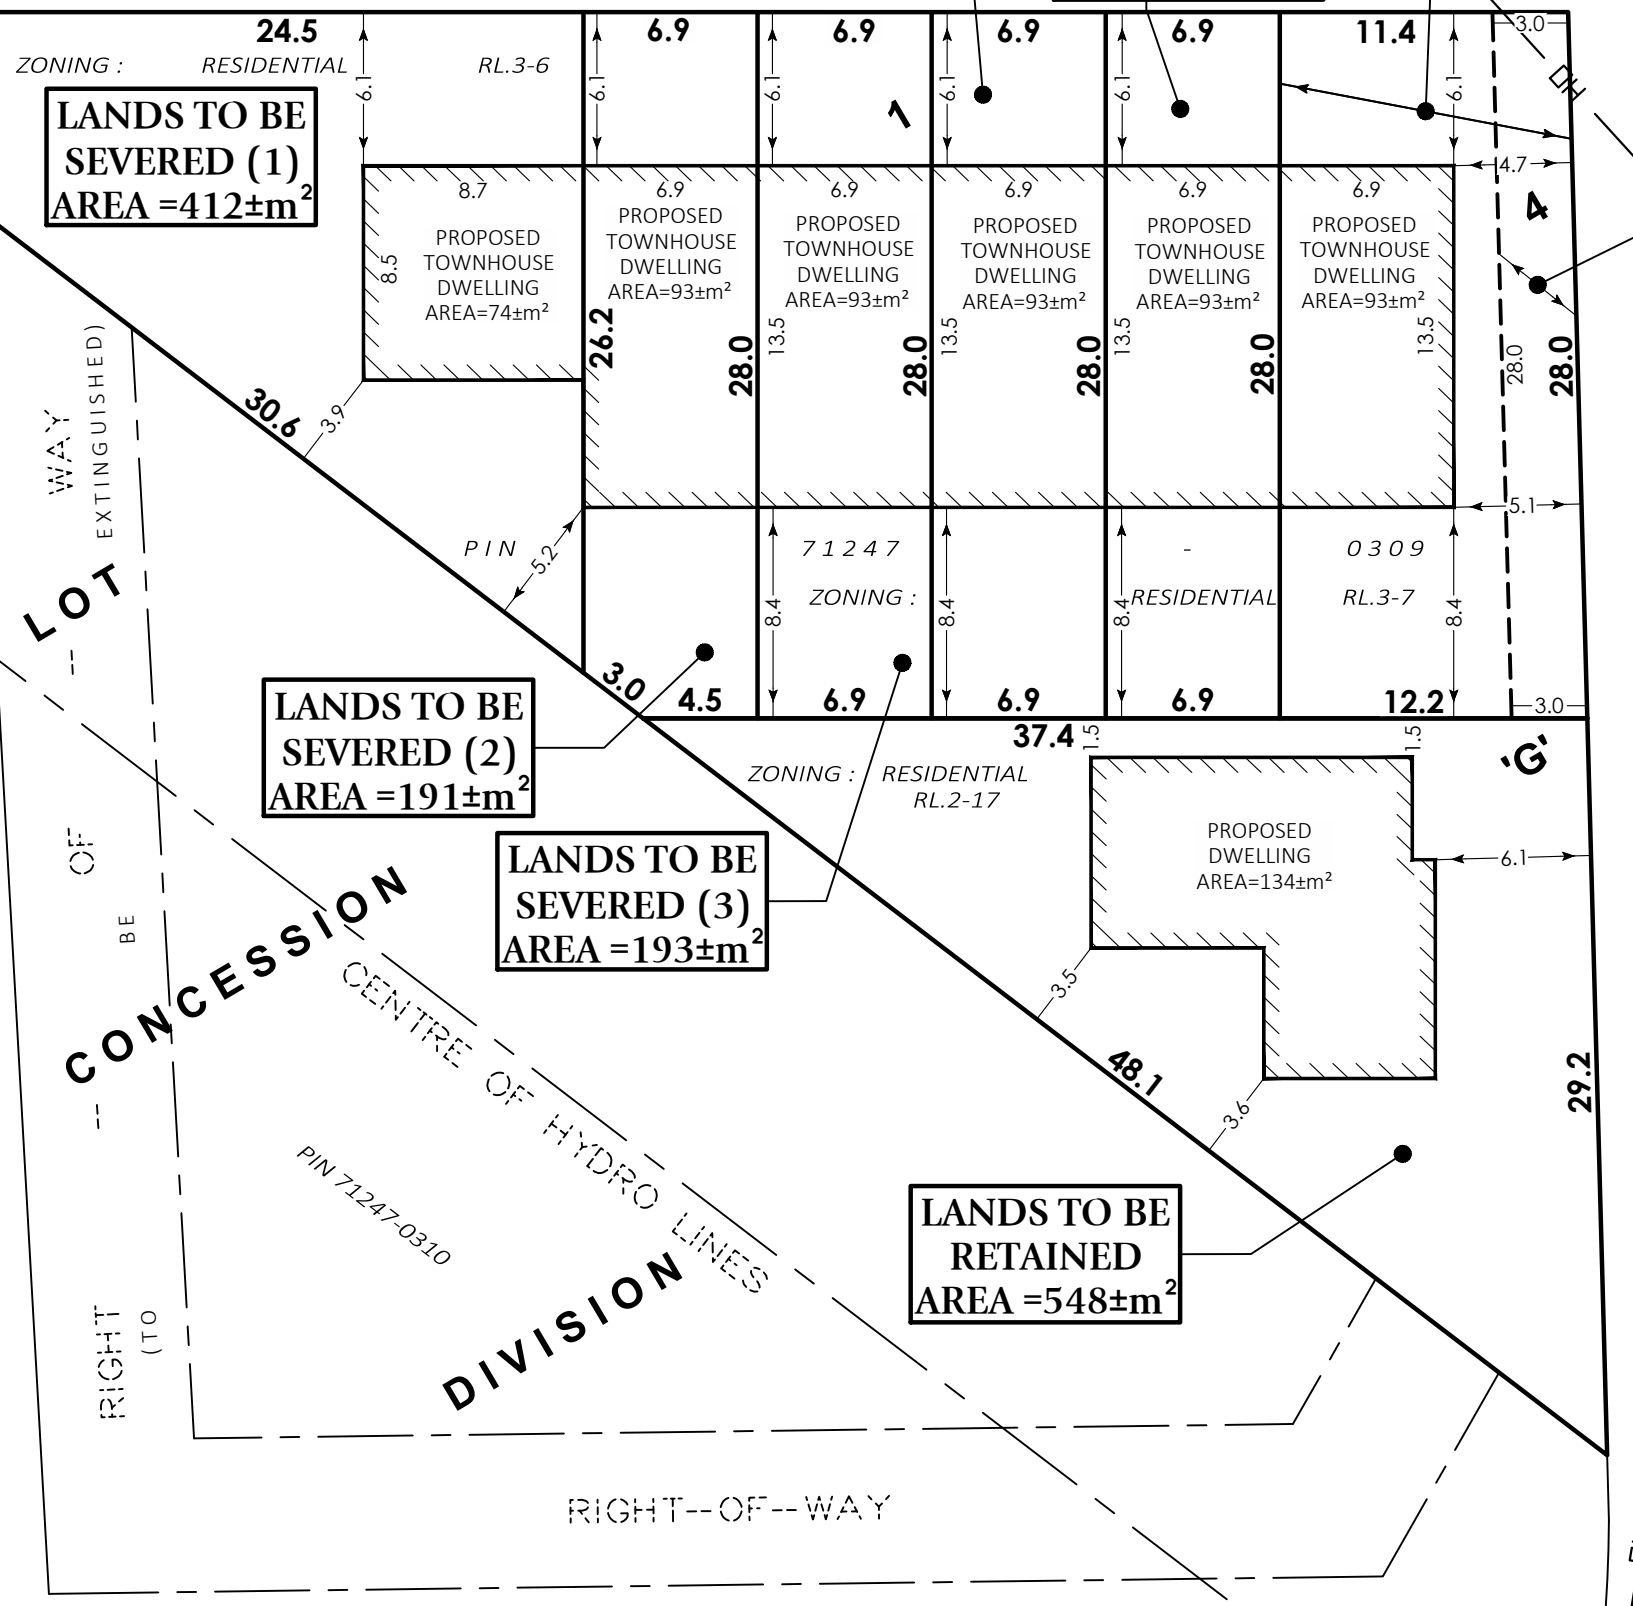 24.5
6.9
6.9
6.9
6.9
11.4
3.0
ZONING :
RESIDENTIAL
RL.3-6
LANDS TO BE
SEVERED (1)
AREA =412±m²
6.1
6.1
6.1
6.1
6.1
6.1
1
4.7
4
8.7
6.9
6.9
6.9
6.9
6.9
8.5
PROPOSED
TOWNHOUSE
DWELLING
AREA=74±m²
PROPOSED
TOWNHOUSE
DWELLING
AREA=93±m²
PROPOSED
TOWNHOUSE
DWELLING
AREA=93±m²
PROPOSED
TOWNHOUSE
DWELLING
AREA=93±m²
PROPOSED
TOWNHOUSE
DWELLING
AREA=93±m²
PROPOSED
TOWNHOUSE
DWELLING
AREA=93±m²
26.2
28.0
13.5
28.0
13.5
28.0
13.5
28.0
13.5
28.0
28.0
30.6
3.9
5.1
5.2
PIN
71247
-
0309
ZONING :
RESIDENTIAL
RL.3-7
8.4
8.4
8.4
8.4
3.0
4.5
6.9
6.9
6.9
12.2
3.0
37.4
1.5
1.5
'G'
LANDS TO BE
SEVERED (2)
AREA =191±m²
LANDS TO BE
SEVERED (3)
AREA =193±m²
ZONING :
RESIDENTIAL
RL.2-17
PROPOSED
DWELLING
AREA=134±m²
6.1
3.5
3.6
48.1
29.2
LANDS TO BE
RETAINED
AREA =548±m²
LOT
CONCESSION
DIVISION
RIGHT -- OF -- WAY
(TO BE EXTINGUISHED)
CENTRE OF HYDRO LINES
PIN 71247-0310
RIGHT--OF--WAY